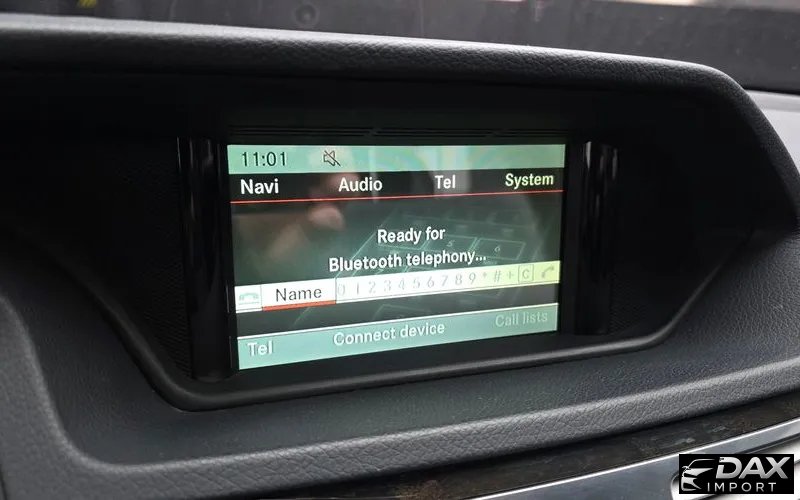 11:01
Navi Audio Tel System
Ready for
Bluetooth telephony...
Name 0 1 2 3 4 5 6 7 8 9 * # + C
Tel Connect device Call lists
DAX
IMPORT